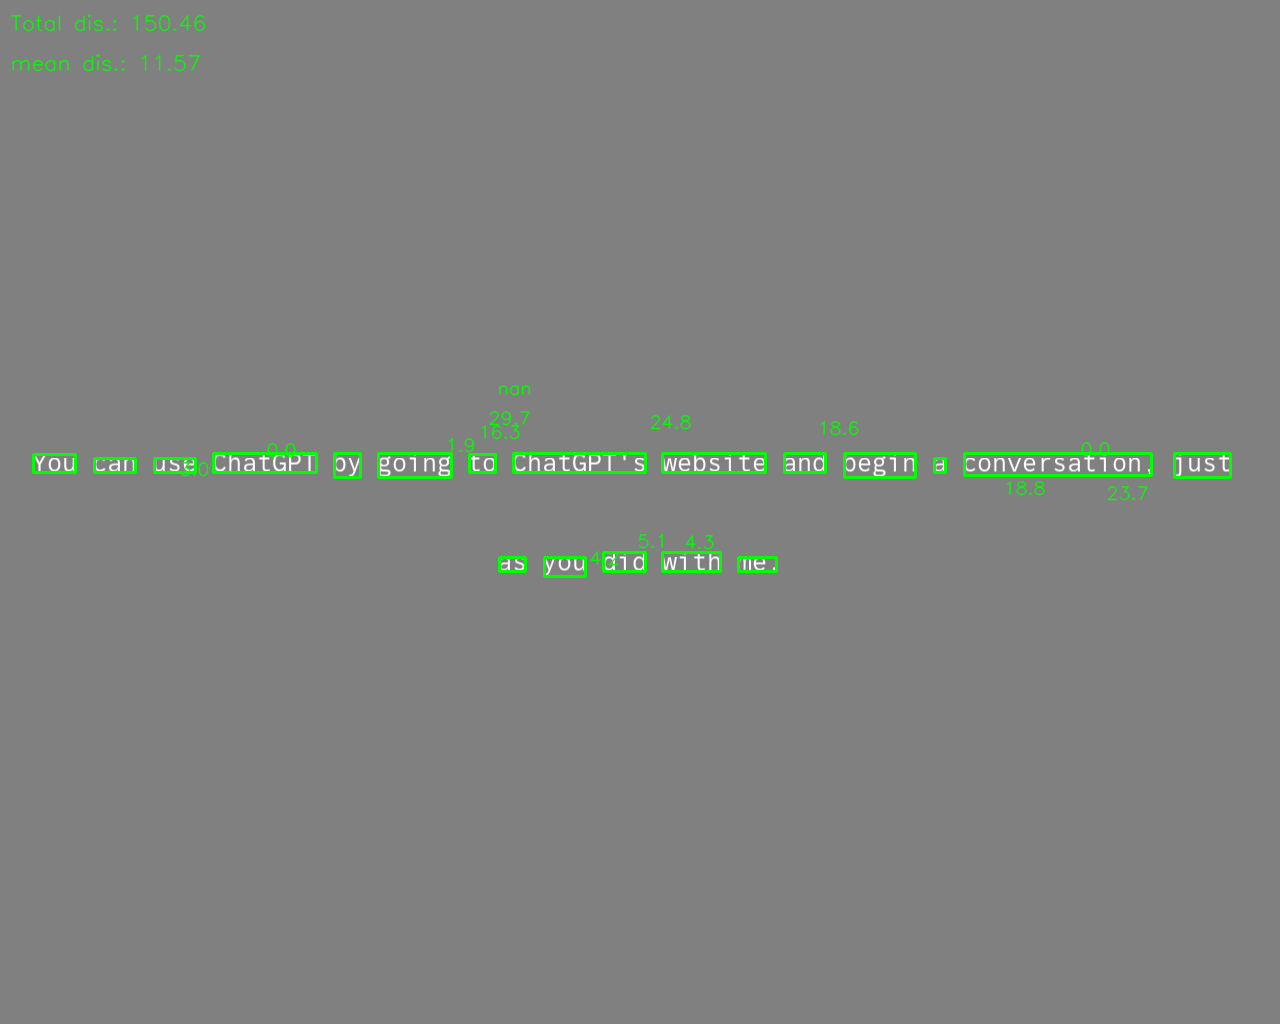 Total dis.: 150.46
mean dis.: 11.57
nan
29.7
24.8
18.6
16.3
1.9
0.0
0.0
You can use ChatGPT by going to ChatGPT's website and begin a conversation, just
18.8
23.7
5.1
4.3
as you did with me.